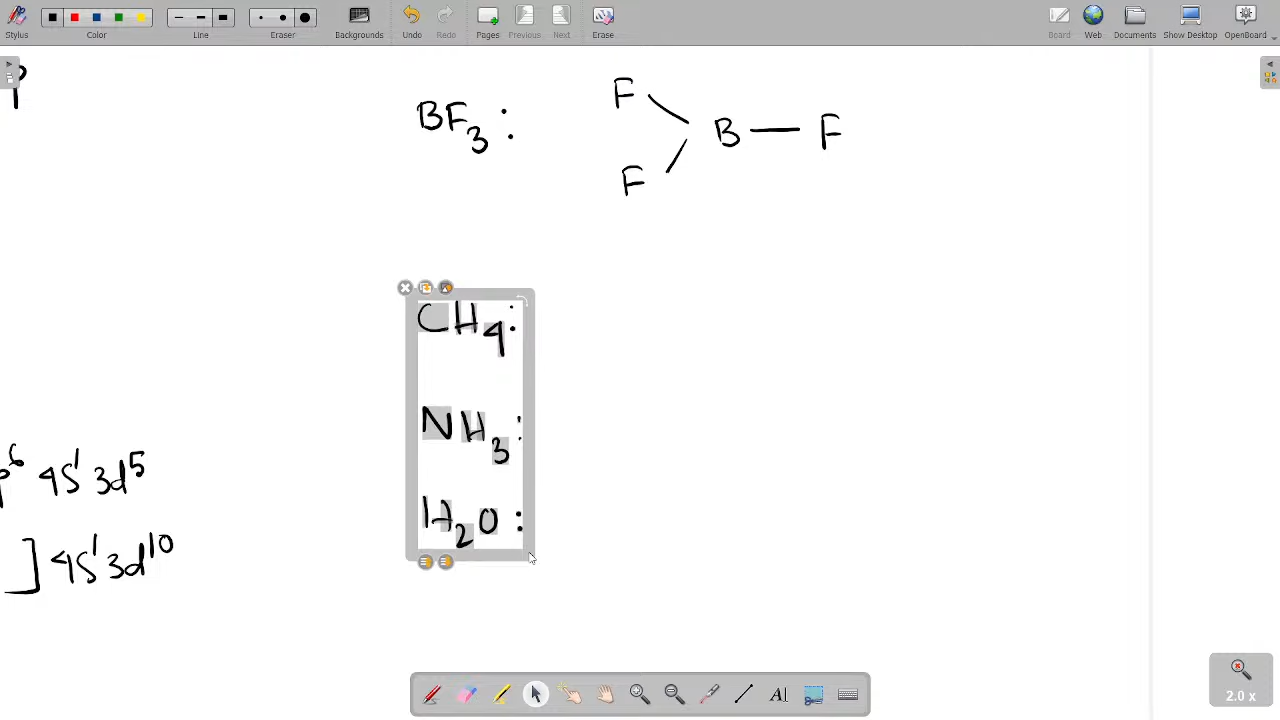 Stylus
Color
Line
Eraser
Backgrounds
Undo
Redo
Pages
Previous
Next
Erase
Board
Web
Documents
Show Desktop
OpenBoard
p
BF₃:
F
B — F
F
CH₄:
NH₃:
p⁶ 4s¹ 3d⁵
H₂O :
] 4s¹ 3d¹⁰
2.0 x